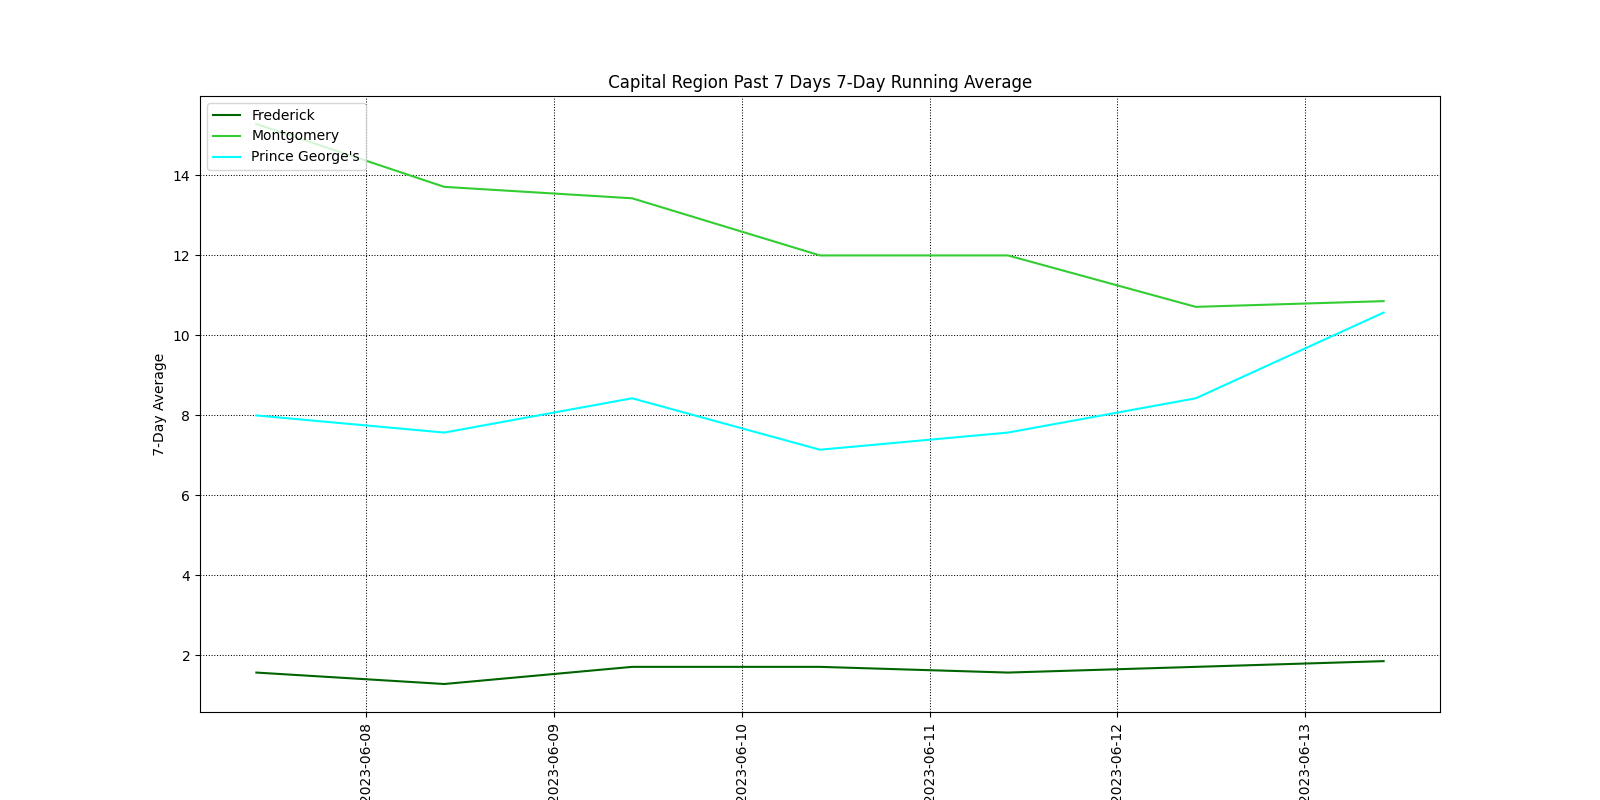 Capital Region Past 7 Days 7-Day Running Average
Frederick
Montgomery
Prince George's
14
12
10
8
6
4
2
7-Day Average
2023-06-08
2023-06-09
2023-06-10
2023-06-11
2023-06-12
2023-06-13